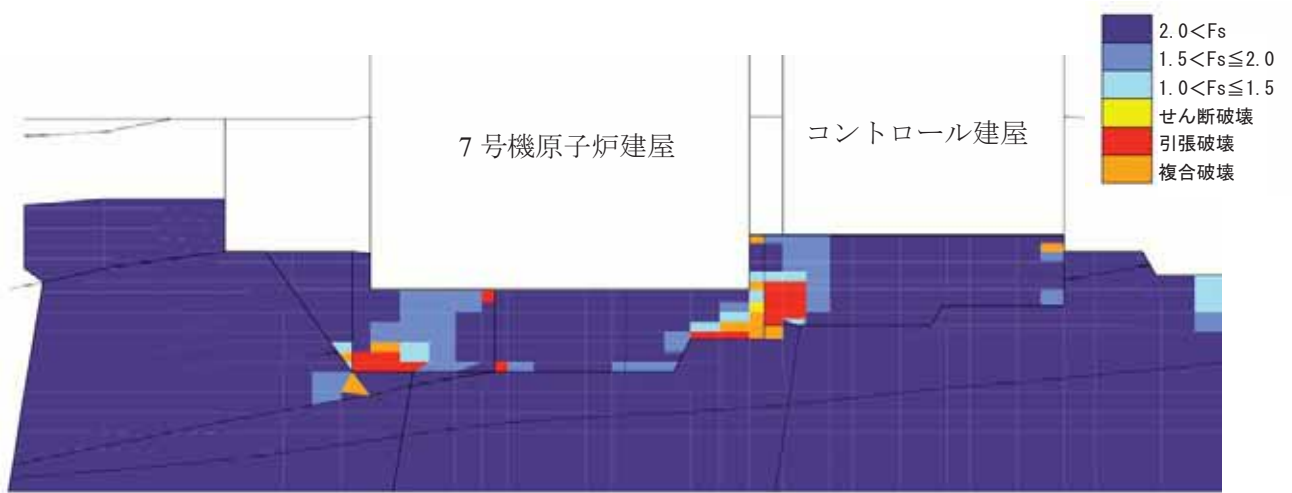 2.0<Fs
1.5<Fs≦2.0
1.0<Fs≦1.5
せん断破壊
引張破壊
複合破壊
7号機原子炉建屋
コントロール建屋